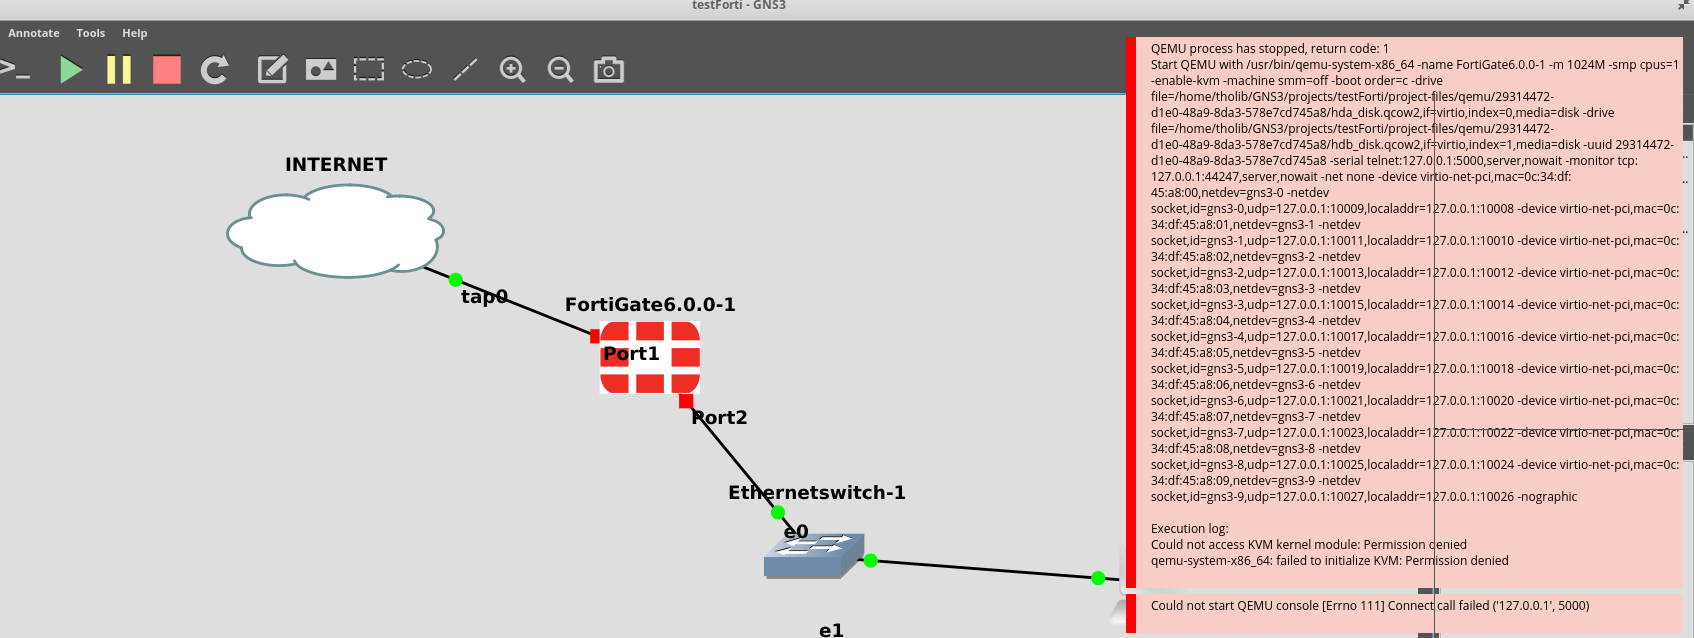 testForti - GNS3
Annotate Tools Help
INTERNET
tap0
FortiGate6.0.0-1
Port1
Port2
Ethernetswitch-1
e0
e1
QEMU process has stopped, return code: 1
Start QEMU with /usr/bin/qemu-system-x86_64 -name FortiGate6.0.0-1 -m 1024M -smp cpus=1
-enable-kvm -machine smm=off -boot order=c -drive
file=/home/tholib/GNS3/projects/testForti/project-files/qemu/29314472-
d1e0-48a9-8da3-578e7cd745a8/hda_disk.qcow2,if=virtio,index=0,media=disk -drive
file=/home/tholib/GNS3/projects/testForti/project-files/qemu/29314472-
d1e0-48a9-8da3-578e7cd745a8/hdb_disk.qcow2,if=virtio,index=1,media=disk -uuid 29314472-
d1e0-48a9-8da3-578e7cd745a8 -serial telnet:127.0.0.1:5000,server,nowait -monitor tcp:
127.0.0.1:44247,server,nowait -net none -device virtio-net-pci,mac=0c:34:df:
45:a8:00,netdev=gns3-0 -netdev
socket,id=gns3-0,udp=127.0.0.1:10009,localaddr=127.0.0.1:10008 -device virtio-net-pci,mac=0c:
34:df:45:a8:01,netdev=gns3-1 -netdev
socket,id=gns3-1,udp=127.0.0.1:10011,localaddr=127.0.0.1:10010 -device virtio-net-pci,mac=0c:
34:df:45:a8:02,netdev=gns3-2 -netdev
socket,id=gns3-2,udp=127.0.0.1:10013,localaddr=127.0.0.1:10012 -device virtio-net-pci,mac=0c:
34:df:45:a8:03,netdev=gns3-3 -netdev
socket,id=gns3-3,udp=127.0.0.1:10015,localaddr=127.0.0.1:10014 -device virtio-net-pci,mac=0c:
34:df:45:a8:04,netdev=gns3-4 -netdev
socket,id=gns3-4,udp=127.0.0.1:10017,localaddr=127.0.0.1:10016 -device virtio-net-pci,mac=0c:
34:df:45:a8:05,netdev=gns3-5 -netdev
socket,id=gns3-5,udp=127.0.0.1:10019,localaddr=127.0.0.1:10018 -device virtio-net-pci,mac=0c:
34:df:45:a8:06,netdev=gns3-6 -netdev
socket,id=gns3-6,udp=127.0.0.1:10021,localaddr=127.0.0.1:10020 -device virtio-net-pci,mac=0c:
34:df:45:a8:07,netdev=gns3-7 -netdev
socket,id=gns3-7,udp=127.0.0.1:10023,localaddr=127.0.0.1:10022 -device virtio-net-pci,mac=0c:
34:df:45:a8:08,netdev=gns3-8 -netdev
socket,id=gns3-8,udp=127.0.0.1:10025,localaddr=127.0.0.1:10024 -device virtio-net-pci,mac=0c:
34:df:45:a8:09,netdev=gns3-9 -netdev
socket,id=gns3-9,udp=127.0.0.1:10027,localaddr=127.0.0.1:10026 -nographic
Execution log:
Could not access KVM kernel module: Permission denied
qemu-system-x86_64: failed to initialize KVM: Permission denied
Could not start QEMU console [Errno 111] Connect call failed ('127.0.0.1', 5000)